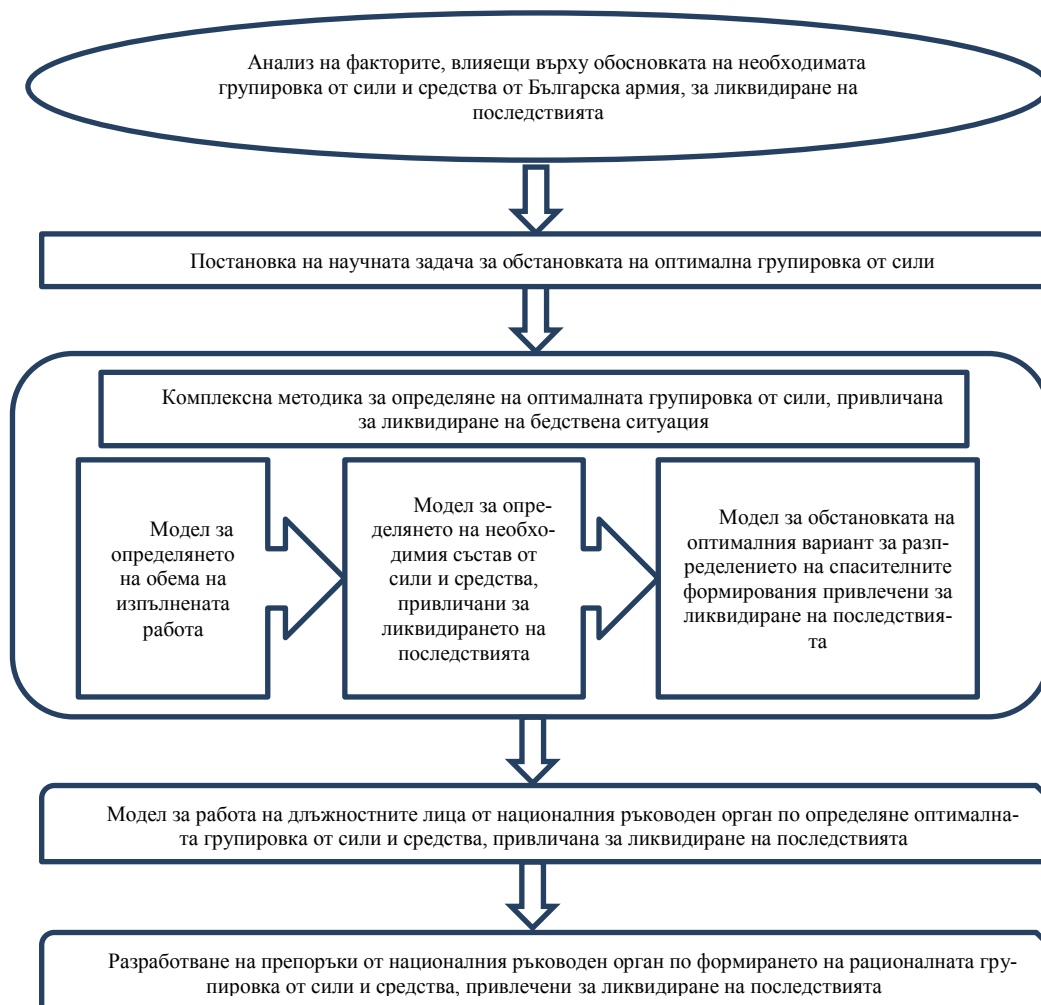 Анализ на факторите, влияещи върху обосновката на необходимата
групировка от сили и средства от Българска армия, за ликвидиране на
последствията
Постановка на научната задача за обстановката на оптимална групировка от сили
Комплексна методика за определяне на оптималната групировка от сили, привличана
за ликвидиране на бедствена ситуация
Модел за
определянето
на обема на
изпълнената
работа
Модел за опре-
делянето на необхо-
димия състав от
сили и средства,
привличани за
ликвидирането на
последствията
Модел за обстановката на
оптималния вариант за разп-
ределението на спасителните
формирования привлечени за
ликвидиране на последствия-
та
Модел за работа на длъжностните лица от националния ръководен орган по определяне оптимална-
та групировка от сили и средства, привличана за ликвидиране на последствията
Разработване на препоръки от националния ръководен орган по формирането на рационалната гру-
пировка от сили и средства, привлечени за ликвидиране на последствията